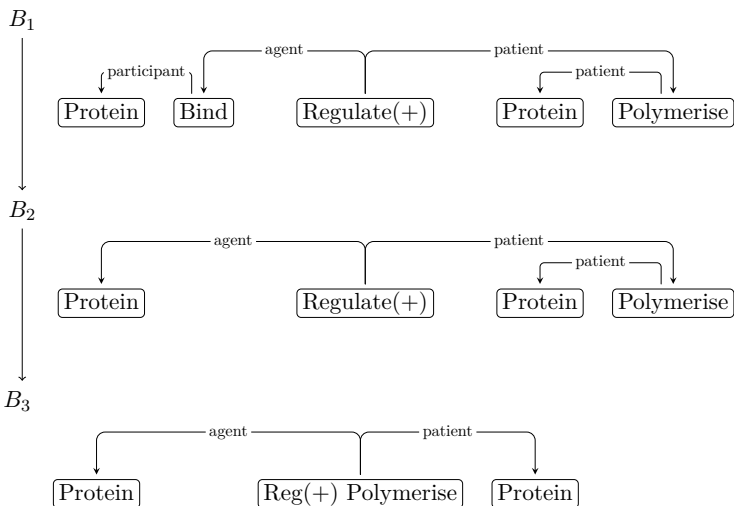 B1
agent patient
participant patient
Protein Bind Regulate(+) Protein Polymerise
B2
agent patient
patient
Protein Regulate(+) Protein Polymerise
B3
agent patient
Protein Reg(+) Polymerise Protein